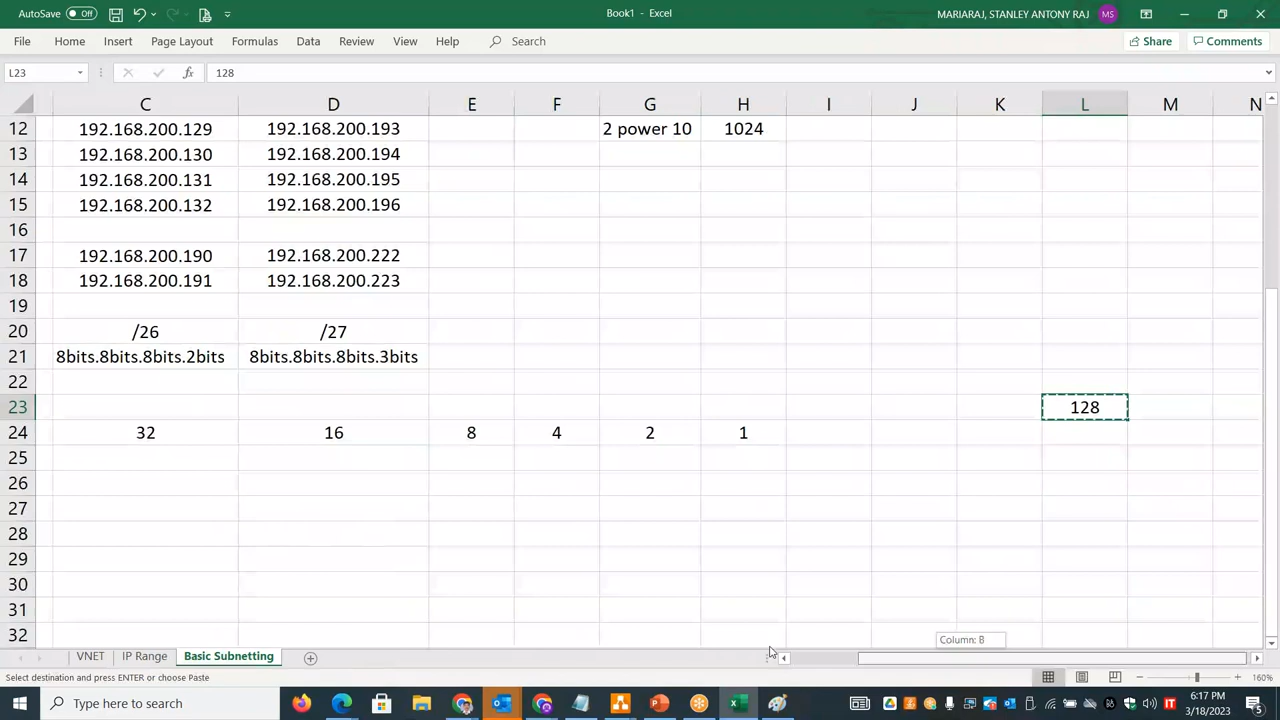 AutoSave Off
Book1 - Excel
MARIARAJ, STANLEY ANTONY RAJ MS
File Home Insert Page Layout Formulas Data Review View Help Search
Share Comments
L23 fx 128
C D E F G H I J K L M N
12 192.168.200.129 192.168.200.193 2 power 10 1024
13 192.168.200.130 192.168.200.194
14 192.168.200.131 192.168.200.195
15 192.168.200.132 192.168.200.196
16
17 192.168.200.190 192.168.200.222
18 192.168.200.191 192.168.200.223
19
20 /26 /27
21 8bits.8bits.8bits.2bits 8bits.8bits.8bits.3bits
22
23 128
24 32 16 8 4 2 1
25
26
27
28
29
30
31
32
Column: B
VNET IP Range Basic Subnetting
Select destination and press ENTER or choose Paste
160%
Type here to search
IT
6:17 PM
3/18/2023
5